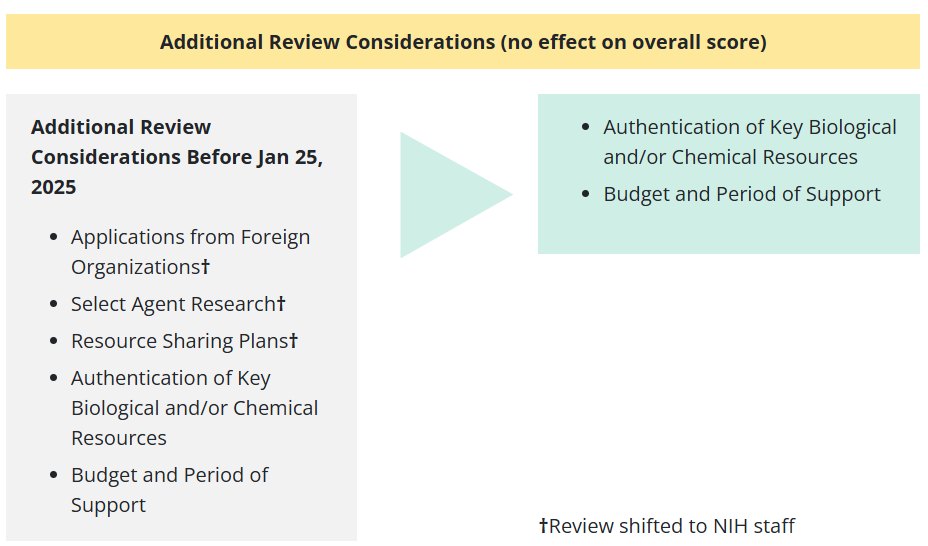 Additional Review Considerations (no effect on overall score)
Additional Review
Considerations Before Jan 25,
2025
• Applications from Foreign
Organizations†
• Select Agent Research†
• Resource Sharing Plans†
• Authentication of Key
Biological and/or Chemical
Resources
• Budget and Period of
Support
• Authentication of Key Biological
and/or Chemical Resources
• Budget and Period of Support
†Review shifted to NIH staff